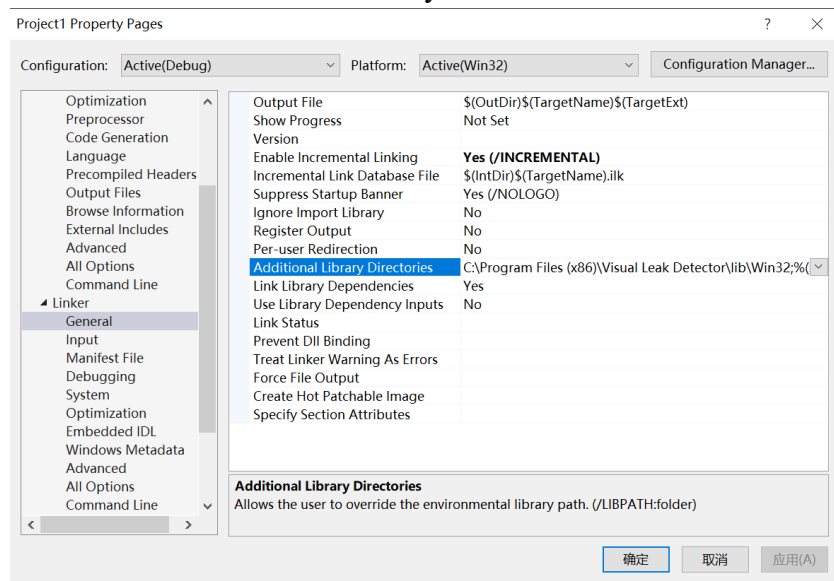 Project1 Property Pages
?
Configuration: Active(Debug) Platform: Active(Win32) Configuration Manager...
Optimization
Preprocessor
Code Generation
Language
Precompiled Headers
Output Files
Browse Information
External Includes
Advanced
All Options
Command Line
Linker
General
Input
Manifest File
Debugging
System
Optimization
Embedded IDL
Windows Metadata
Advanced
All Options
Command Line
Output File $(OutDir)$(TargetName)$(TargetExt)
Show Progress Not Set
Version
Enable Incremental Linking Yes (/INCREMENTAL)
Incremental Link Database File $(IntDir)$(TargetName).ilk
Suppress Startup Banner Yes (/NOLOGO)
Ignore Import Library No
Register Output No
Per-user Redirection No
Additional Library Directories C:\Program Files (x86)\Visual Leak Detector\lib\Win32;%(
Link Library Dependencies Yes
Use Library Dependency Inputs No
Link Status
Prevent Dll Binding
Treat Linker Warning As Errors
Force File Output
Create Hot Patchable Image
Specify Section Attributes
Additional Library Directories
Allows the user to override the environmental library path. (/LIBPATH:folder)
确定 取消 应用(A)